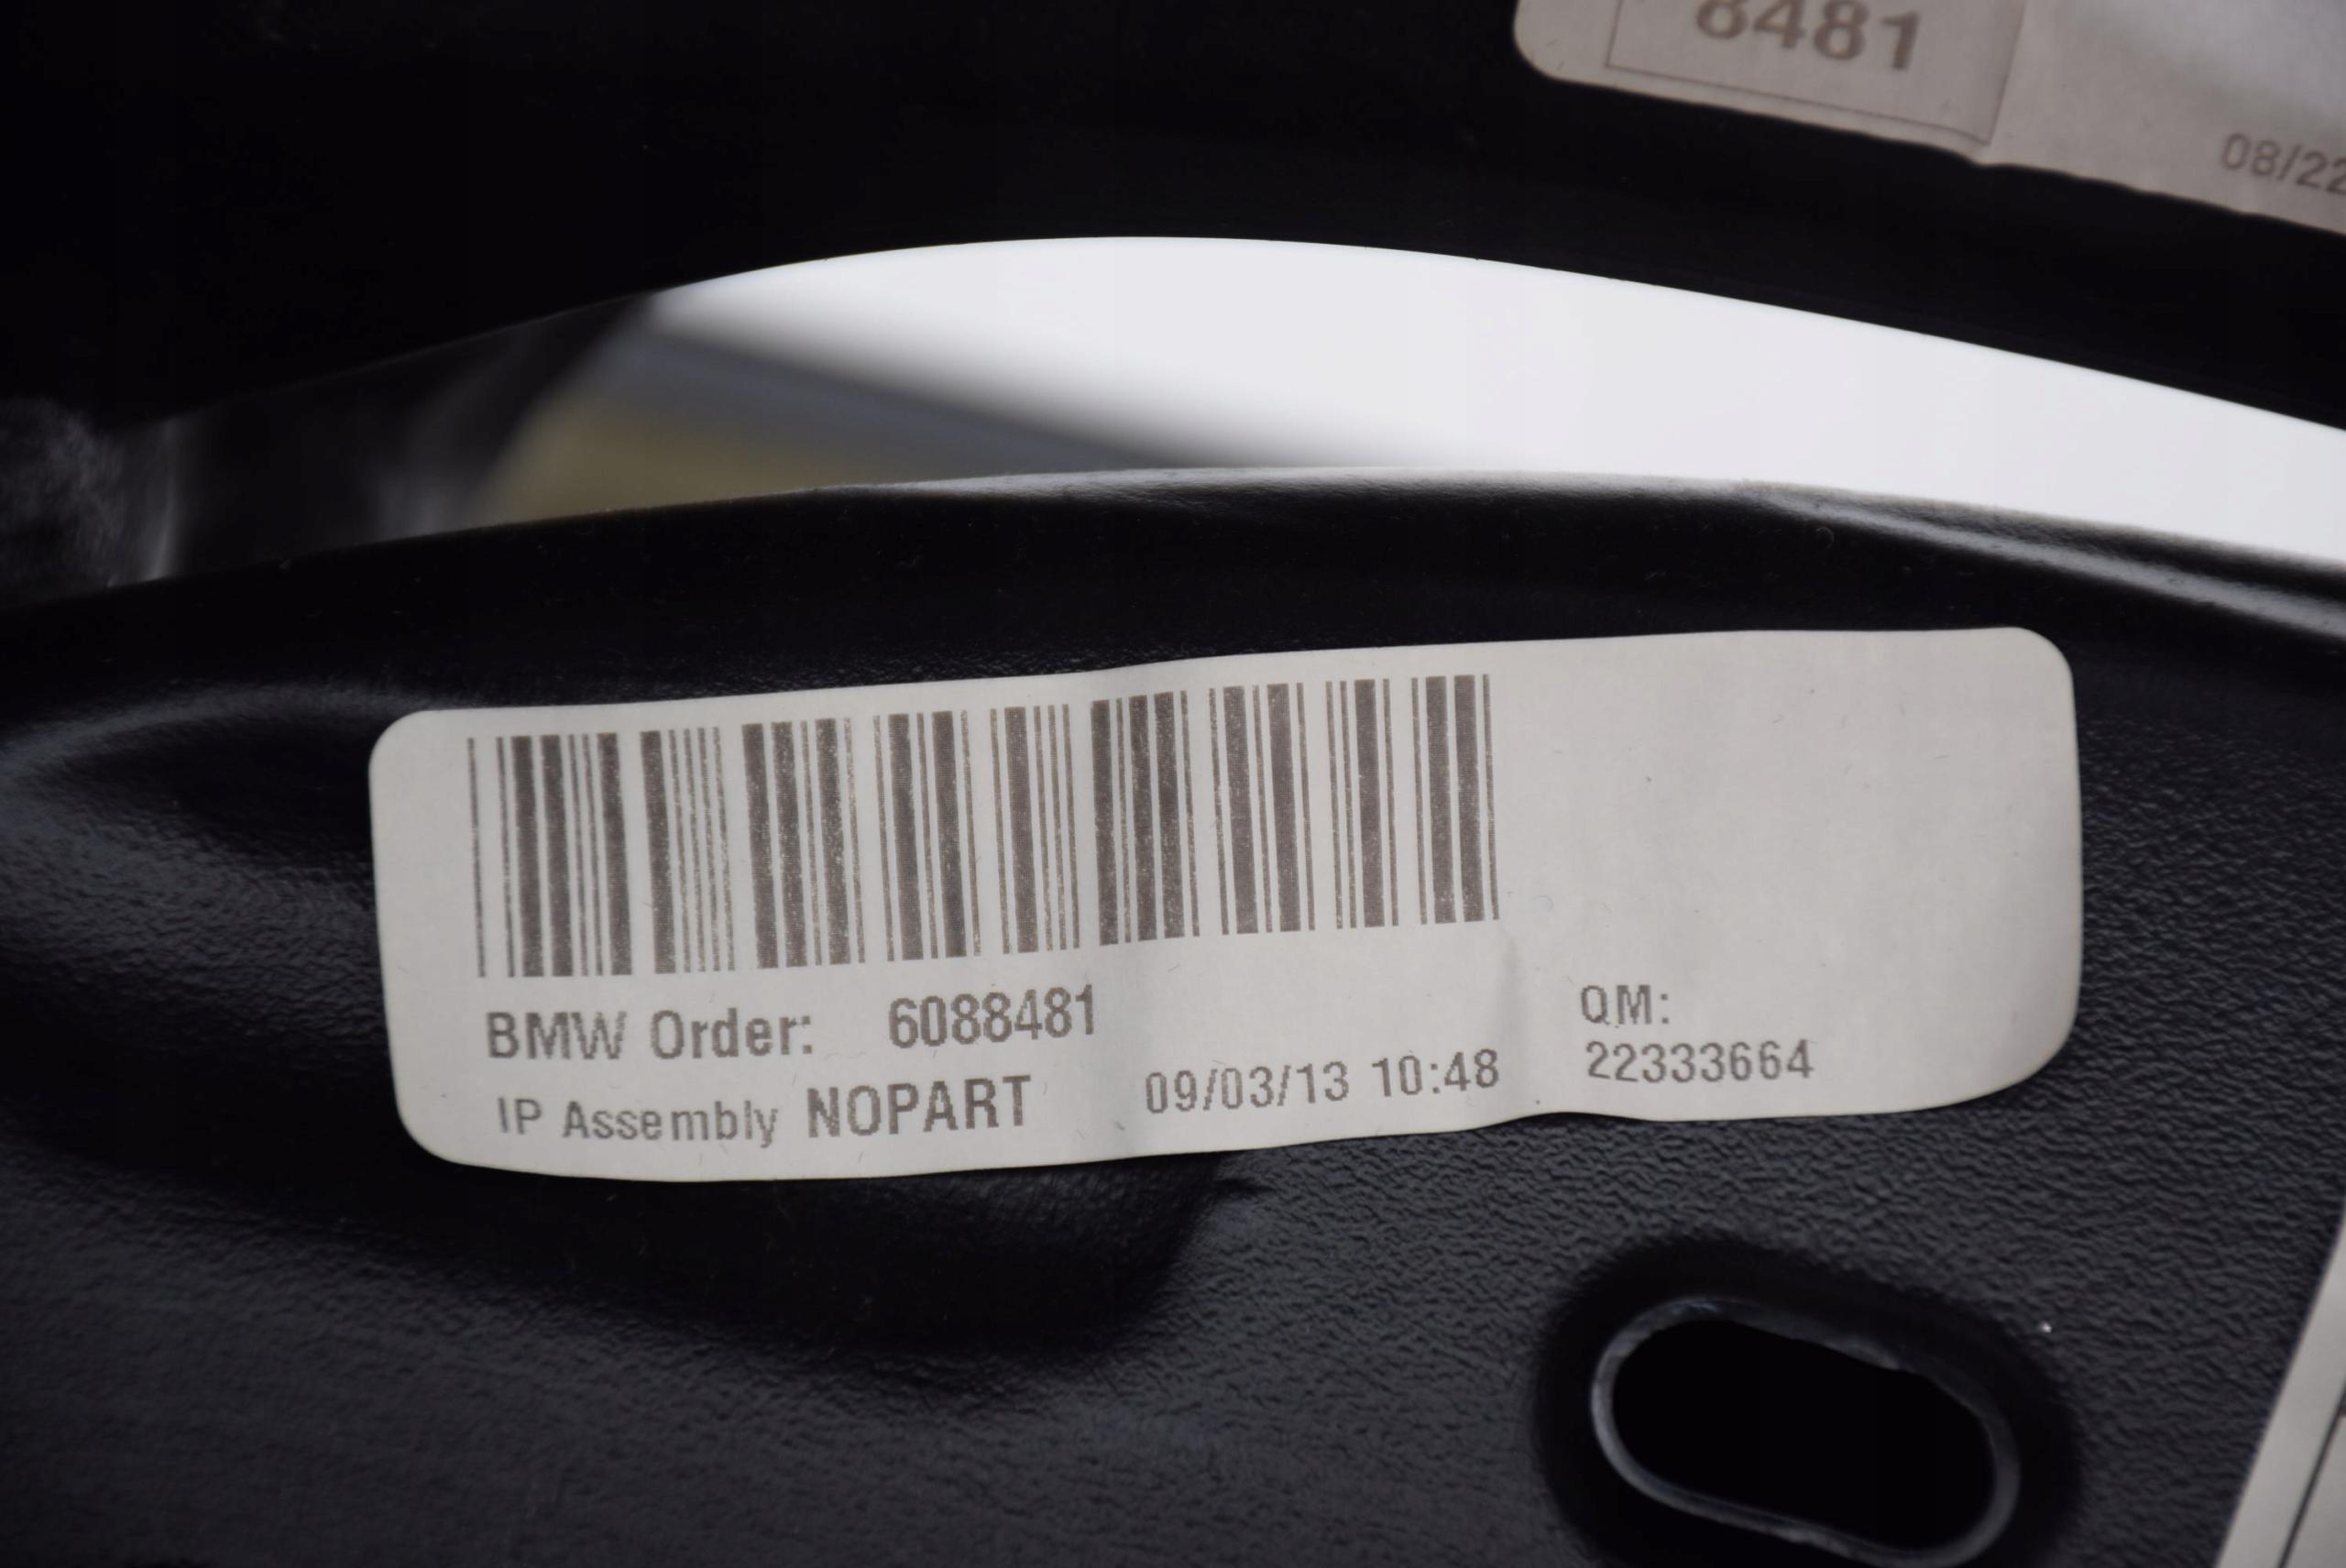 8481
08/22
BMW Order: 6088481
IP Assembly NOPART 09/03/13 10:48
QM:
22333664